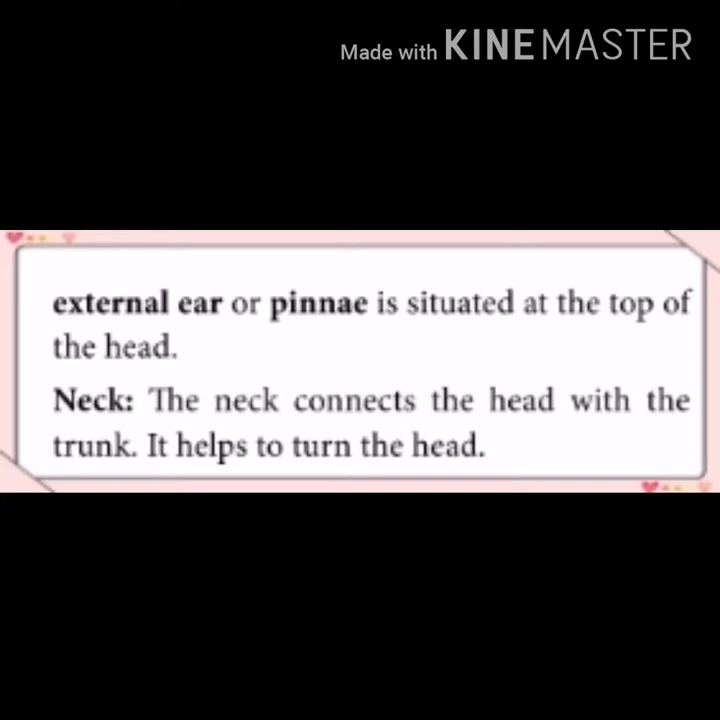 Made with KINEMASTER
external ear or pinnae is situated at the top of
the head.
Neck: The neck connects the head with the
trunk. It helps to turn the head.